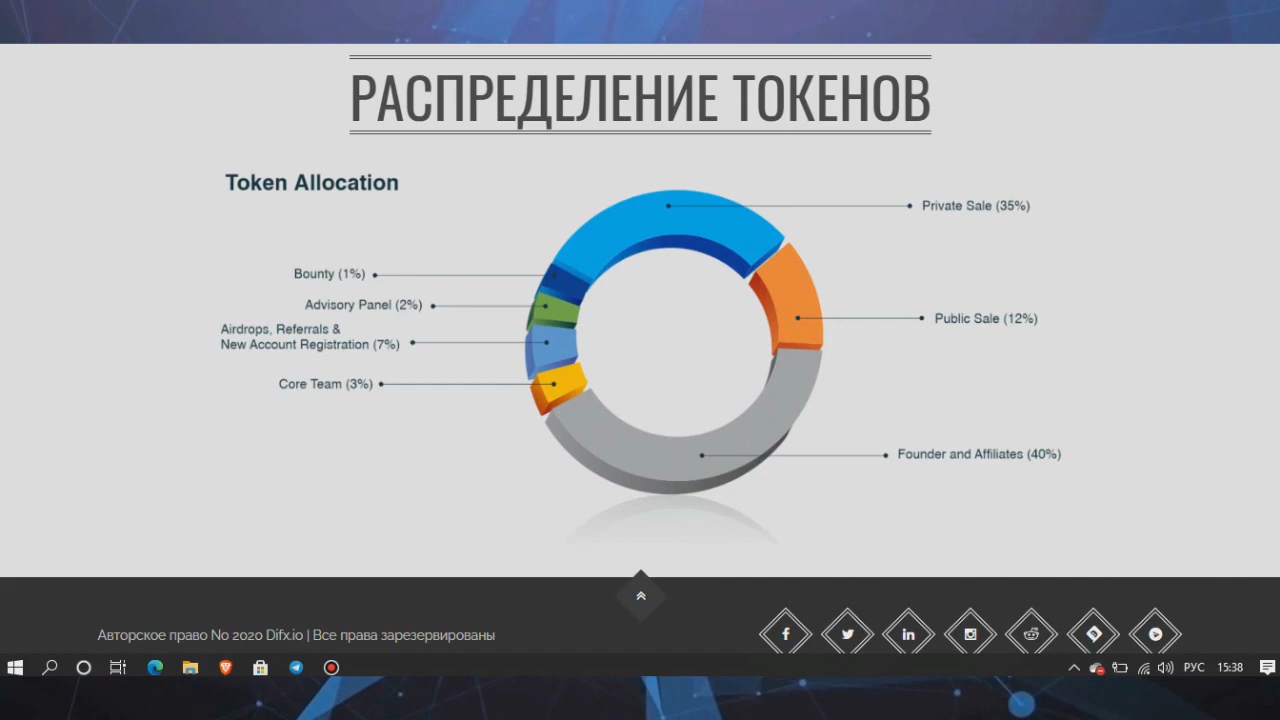 РАСПРЕДЕЛЕНИЕ ТОКЕНОВ
Token Allocation
Private Sale (35%)
Bounty (1%)
Advisory Panel (2%)
Public Sale (12%)
Airdrops, Referrals &
New Account Registration (7%)
Core Team (3%)
Founder and Affiliates (40%)
Авторское право No 2020 Difx.io | Все права зарезервированы
РУС 15:38